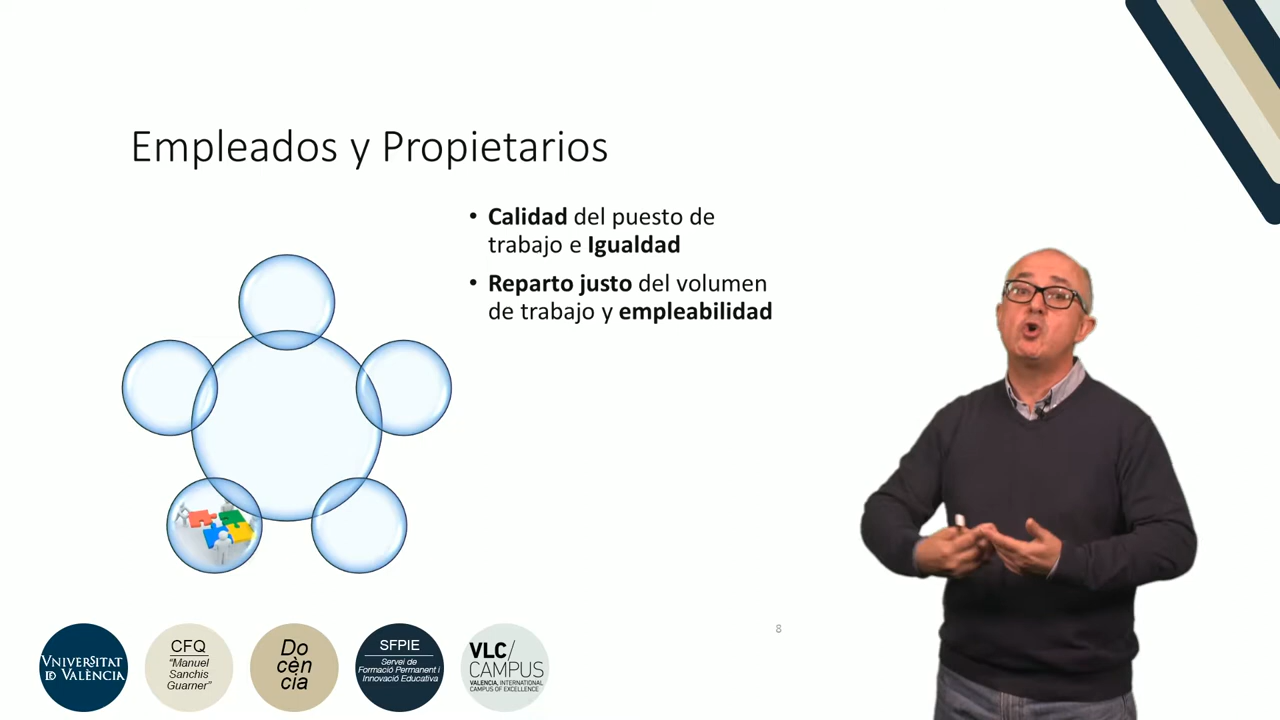 Empleados y Propietarios
• Calidad del puesto de
trabajo e Igualdad
• Reparto justo del volumen
de trabajo y empleabilidad
8
VNIVERSITAT
ID VALÈNCIA
CFQ
"Manuel
Sanchis
Guarner"
Do
cèn
cia
SFPIE
Servei de
Formació Permanent i
Innovació Educativa
VLC/
CAMPUS
VALENCIA, INTERNATIONAL
CAMPUS OF EXCELLENCE